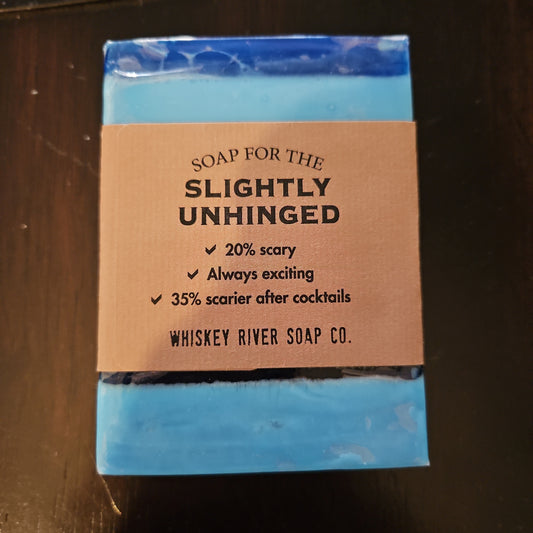 SOAP FOR THE
SLIGHTLY
UNHINGED
✓ 20% scary
✓ Always exciting
✓ 35% scarier after cocktails
WHISKEY RIVER SOAP CO.